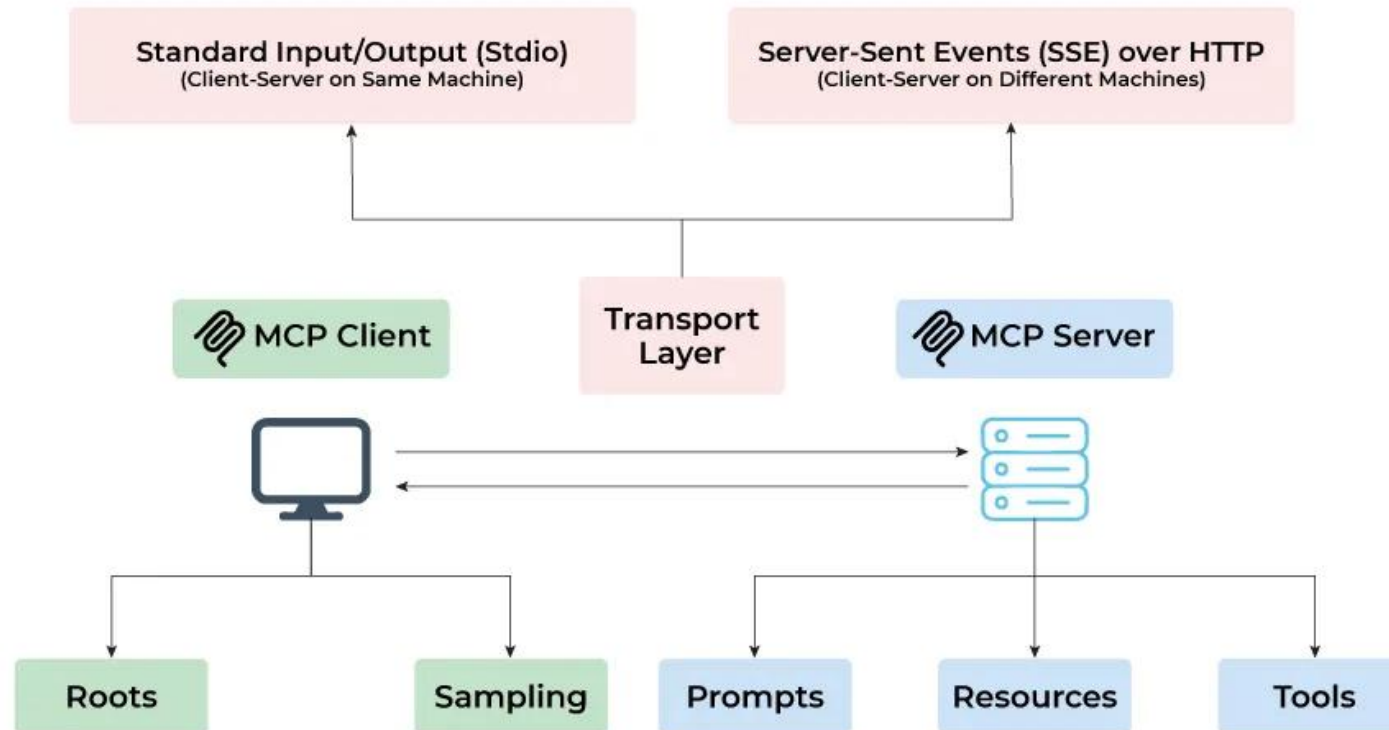 Standard Input/Output (Stdio)
(Client-Server on Same Machine)
Server-Sent Events (SSE) over HTTP
(Client-Server on Different Machines)
Transport
Layer
MCP Client
MCP Server
Roots
Sampling
Prompts
Resources
Tools